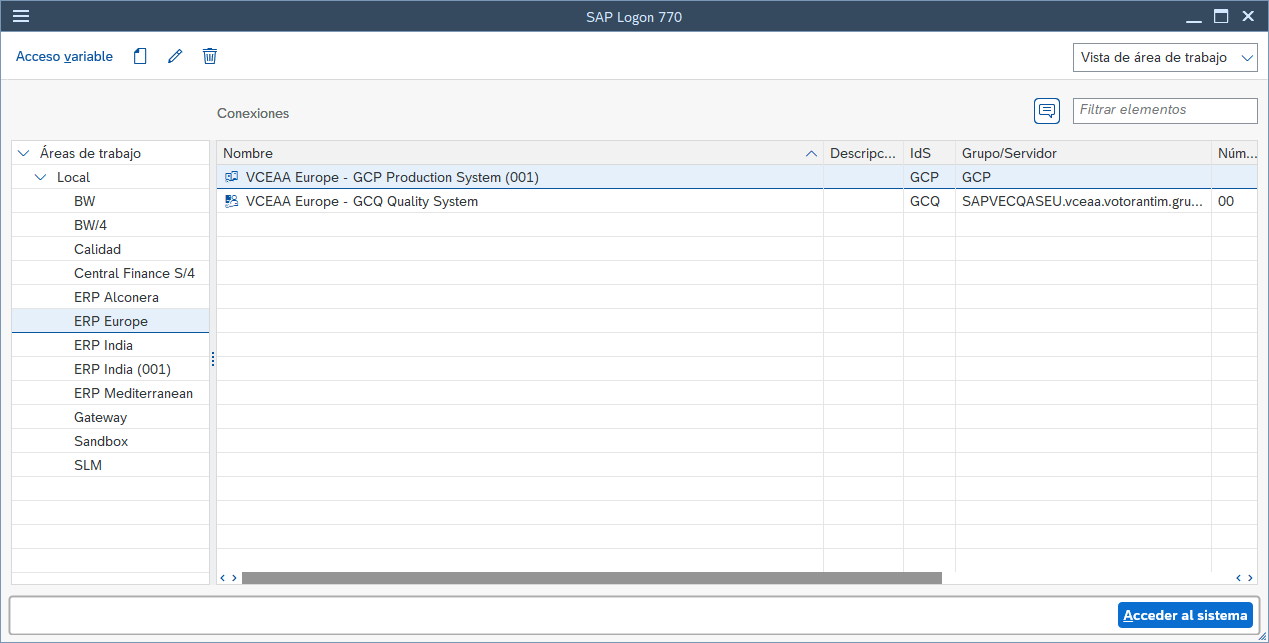 SAP Logon 770
Acceso variable
Vista de área de trabajo
Conexiones
Filtrar elementos
Áreas de trabajo
Local
BW
BW/4
Calidad
Central Finance S/4
ERP Alconera
ERP Europe
ERP India
ERP India (001)
ERP Mediterranean
Gateway
Sandbox
SLM
Nombre Descripc... IdS Grupo/Servidor Núm...
VCEAA Europe - GCP Production System (001) GCP GCP
VCEAA Europe - GCQ Quality System GCQ SAPVECQASEU.vceaa.votorantim.gru... 00
Acceder al sistema